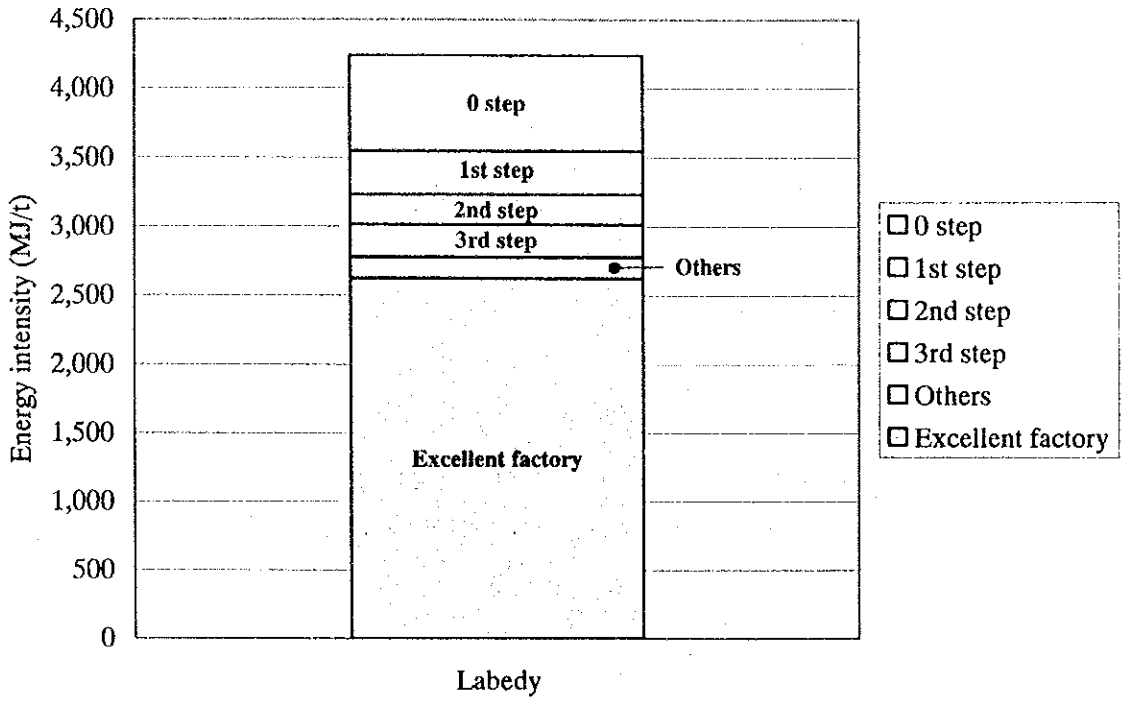 4,500
4,000
3,500
3,000
2,500
2,000
1,500
1,000
500
0
Energy intensity (MJ/t)
0 step
1st step
2nd step
3rd step
Others
Excellent factory
Labedy
0 step
1st step
2nd step
3rd step
Others
Excellent factory